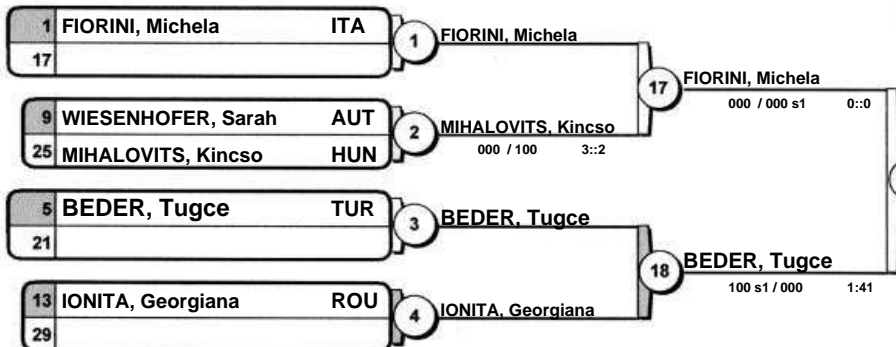 1 FIORINI, Michela ITA
17
1
FIORINI, Michela
9 WIESENHOFER, Sarah AUT
25 MIHALOVITS, Kincso HUN
2
MIHALOVITS, Kincso
000 / 100 3::2
17
FIORINI, Michela
000 / 000 s1 0::0
5 BEDER, Tugce TUR
21
3
BEDER, Tugce
13 IONITA, Georgiana ROU
29
4
IONITA, Georgiana
18
BEDER, Tugce
100 s1 / 000 1:41